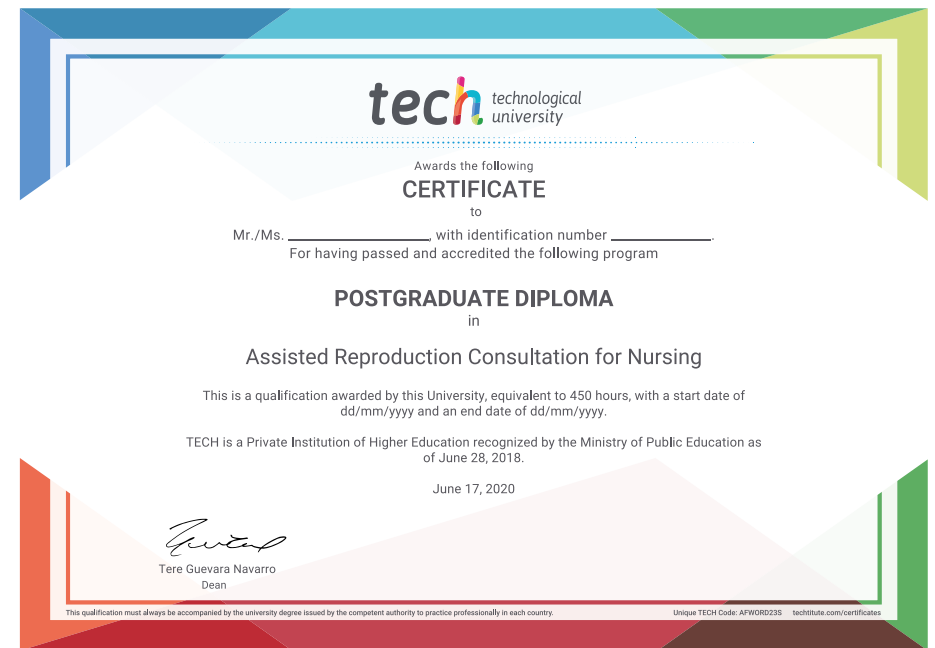 tech technological
university
Awards the following
CERTIFICATE
to
Mr./Ms. ________________, with identification number ____________.
For having passed and accredited the following program
POSTGRADUATE DIPLOMA
in
Assisted Reproduction Consultation for Nursing
This is a qualification awarded by this University, equivalent to 450 hours, with a start date of
dd/mm/yyyy and an end date of dd/mm/yyyy.
TECH is a Private Institution of Higher Education recognized by the Ministry of Public Education as
of June 28, 2018.
June 17, 2020
Tere Guevara Navarro
Dean
This qualification must always be accompanied by the university degree issued by the competent authority to practice professionally in each country.
Unique TECH Code: AFWORD23S techtitute.com/certificates